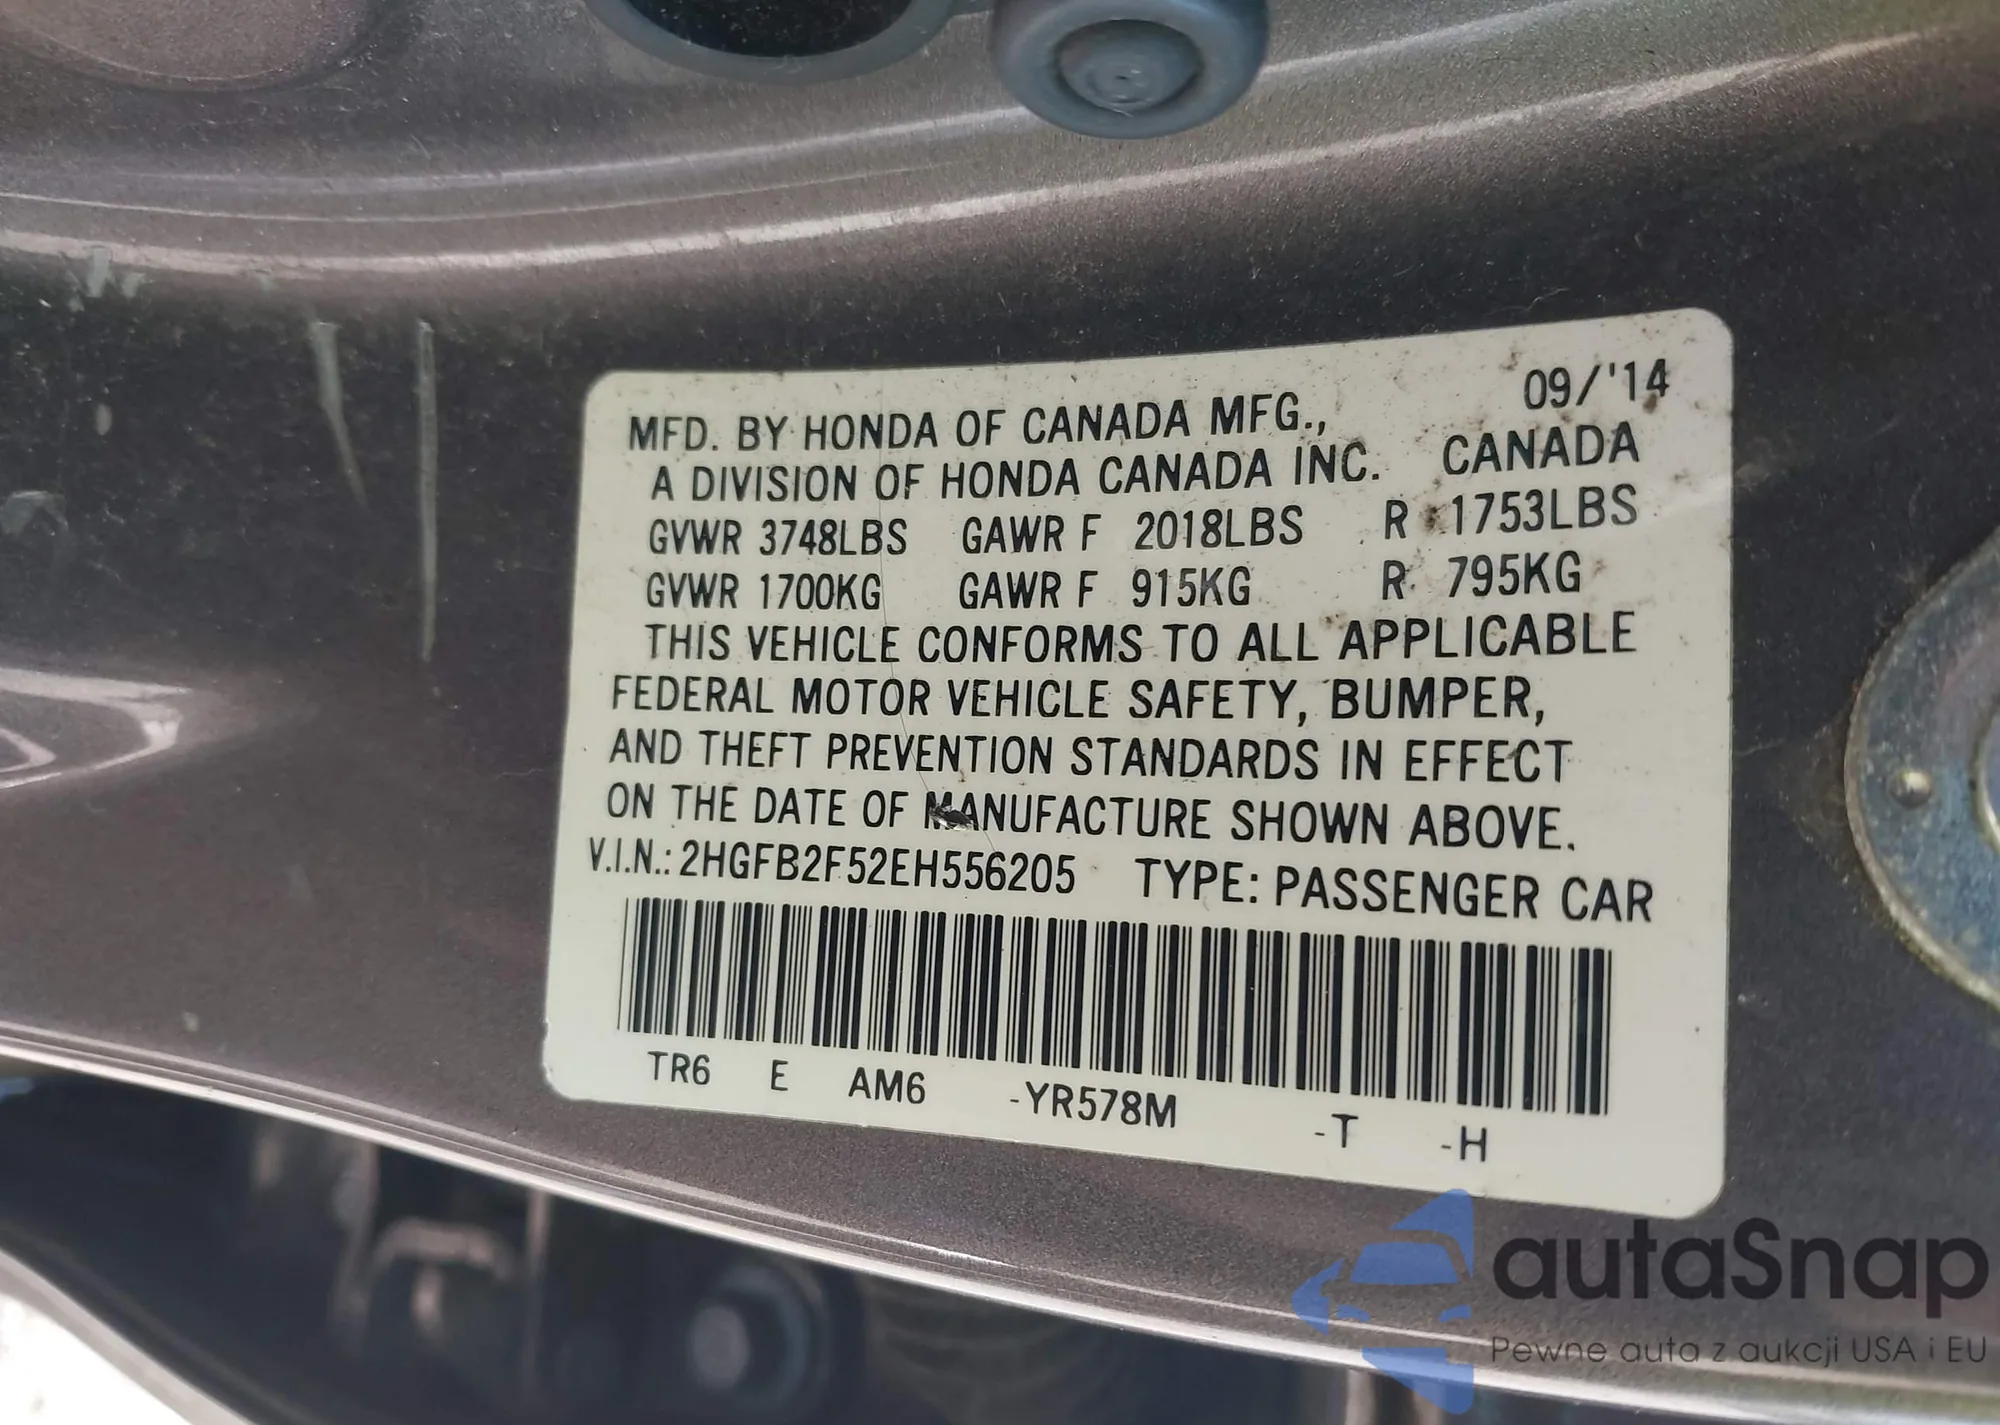 09/'14
MFD. BY HONDA OF CANADA MFG.,
A DIVISION OF HONDA CANADA INC. CANADA
GVWR 3748LBS GAWR F 2018LBS R 1753LBS
GVWR 1700KG GAWR F 915KG R 795KG
THIS VEHICLE CONFORMS TO ALL APPLICABLE
FEDERAL MOTOR VEHICLE SAFETY, BUMPER,
AND THEFT PREVENTION STANDARDS IN EFFECT
ON THE DATE OF MANUFACTURE SHOWN ABOVE.
V.I.N.: 2HGFB2F52EH556205 TYPE: PASSENGER CAR
TR6 E AM6 -YR578M -T -H
autaSnap
Pewne auta z aukcji USA i EU